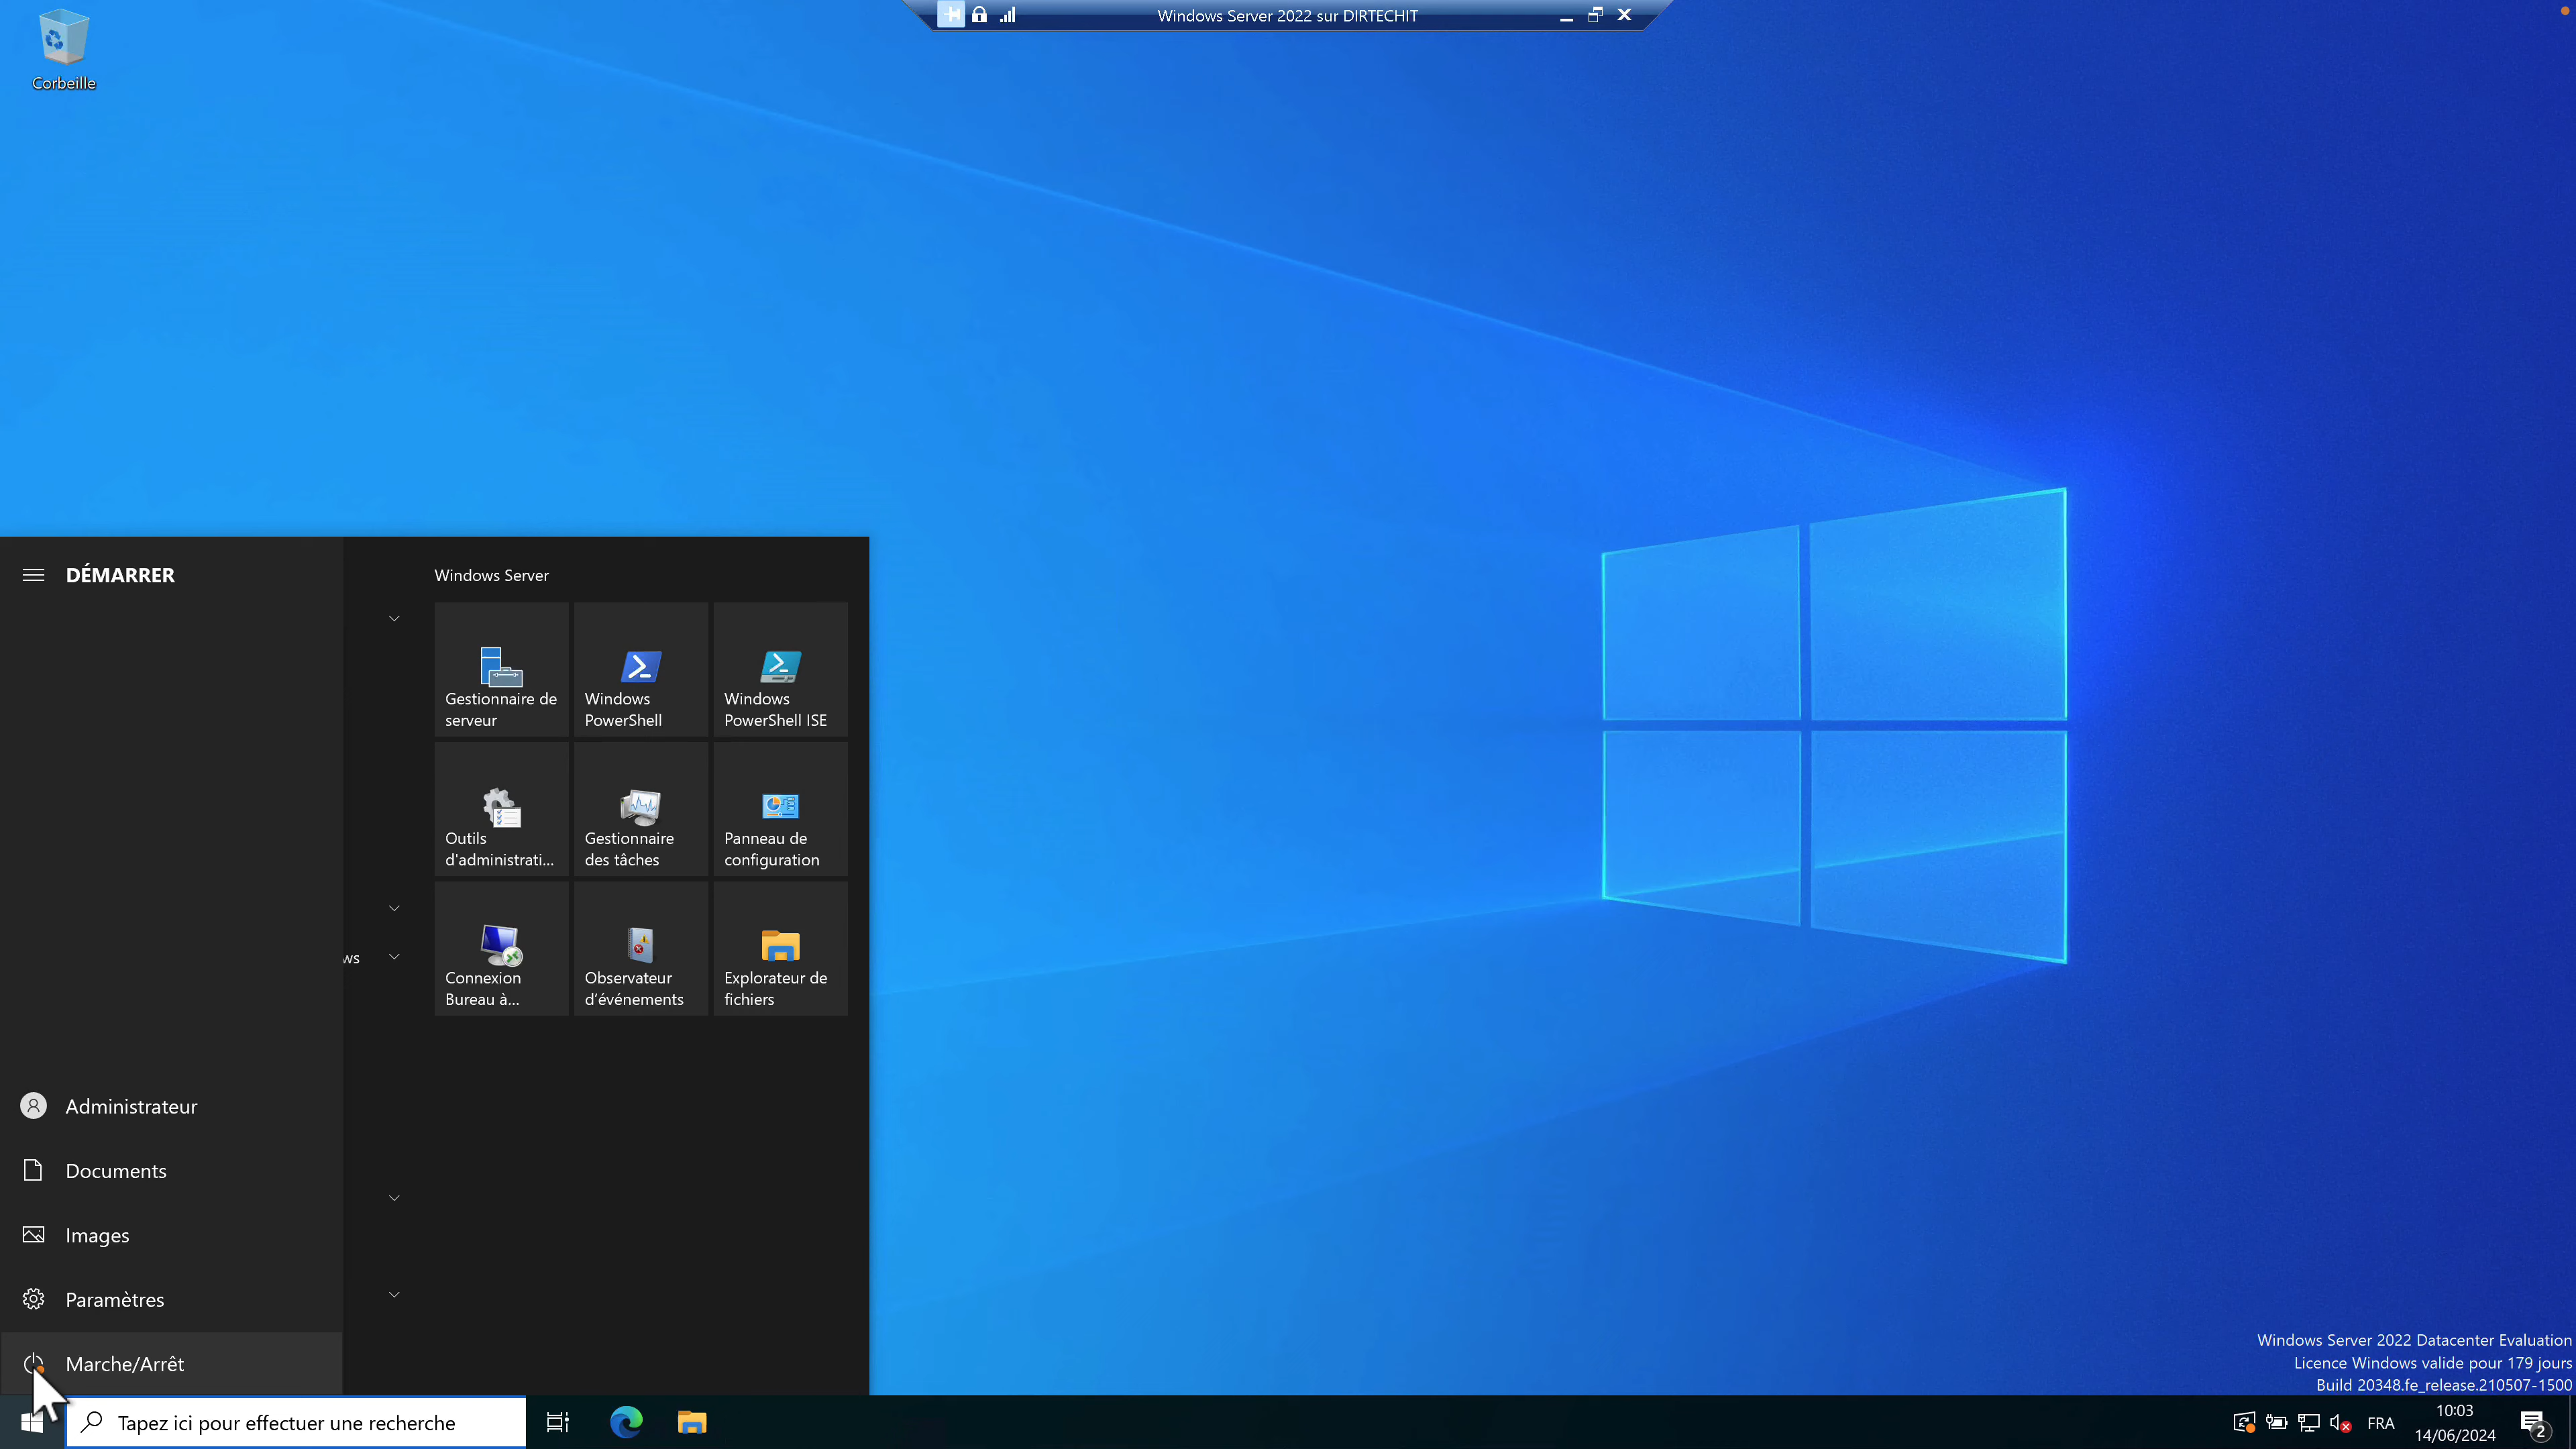 Windows Server 2022 sur DIRTECHIT
Corbeille
DÉMARRER
Windows Server
Gestionnaire de
serveur
Windows
PowerShell
Windows
PowerShell ISE
Outils
d'administrati...
Gestionnaire
des tâches
Panneau de
configuration
ws
Connexion
Bureau à...
Observateur
d'événements
Explorateur de
fichiers
Administrateur
Documents
Images
Paramètres
Marche/Arrêt
Windows Server 2022 Datacenter Evaluation
Licence Windows valide pour 179 jours
Build 20348.fe_release.210507-1500
Tapez ici pour effectuer une recherche
FRA
10:03
14/06/2024
2